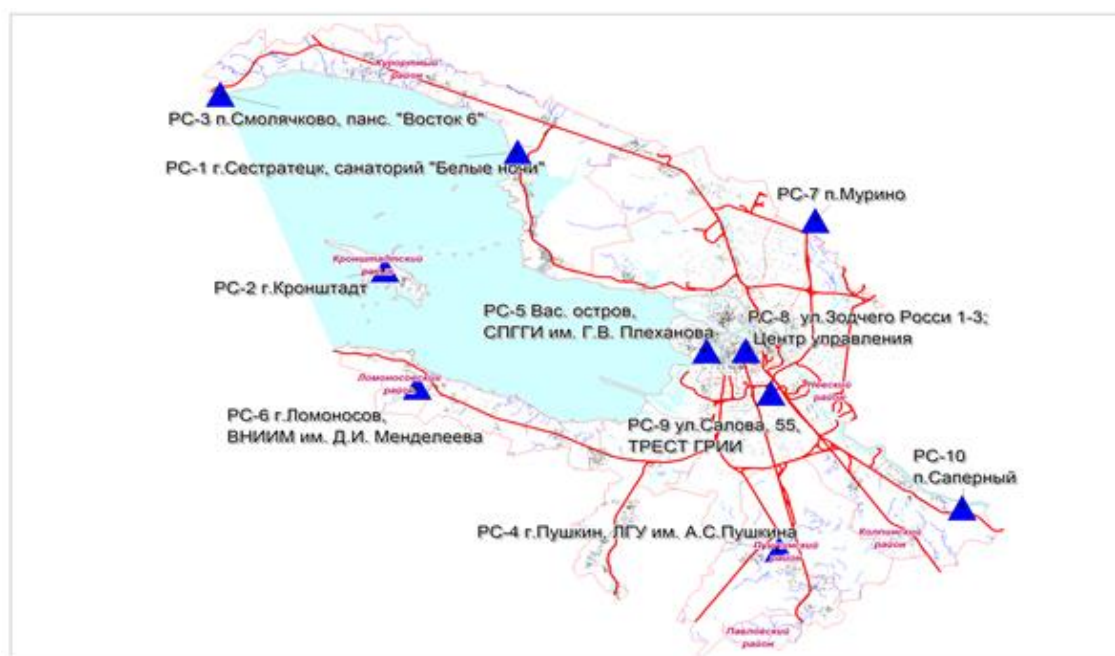 Курортный
район
РС-3 п.Смолячково, панс. "Восток 6"
РС-1 г.Сестратецк, санаторий "Белые ночи"
РС-7 п.Мурино
Кронштадтский
район
РС-2 г.Кронштадт
РС-5 Вас. остров,
СПГГИ им. Г.В. Плеханова
РС-8 ул.Зодчего Росси 1-3;
Центр управления
Ломоносовский
район
Невский
район
РС-6 г.Ломоносов,
ВНИИМ им. Д.И. Менделеева
РС-9 ул.Салова, 55,
ТРЕСТ ГРИИ
РС-10
п.Саперный
РС-4 г.Пушкин, ЛГУ им. А.С.Пушкина
Пушкинский
район
Колпинский
район
Павловский
район